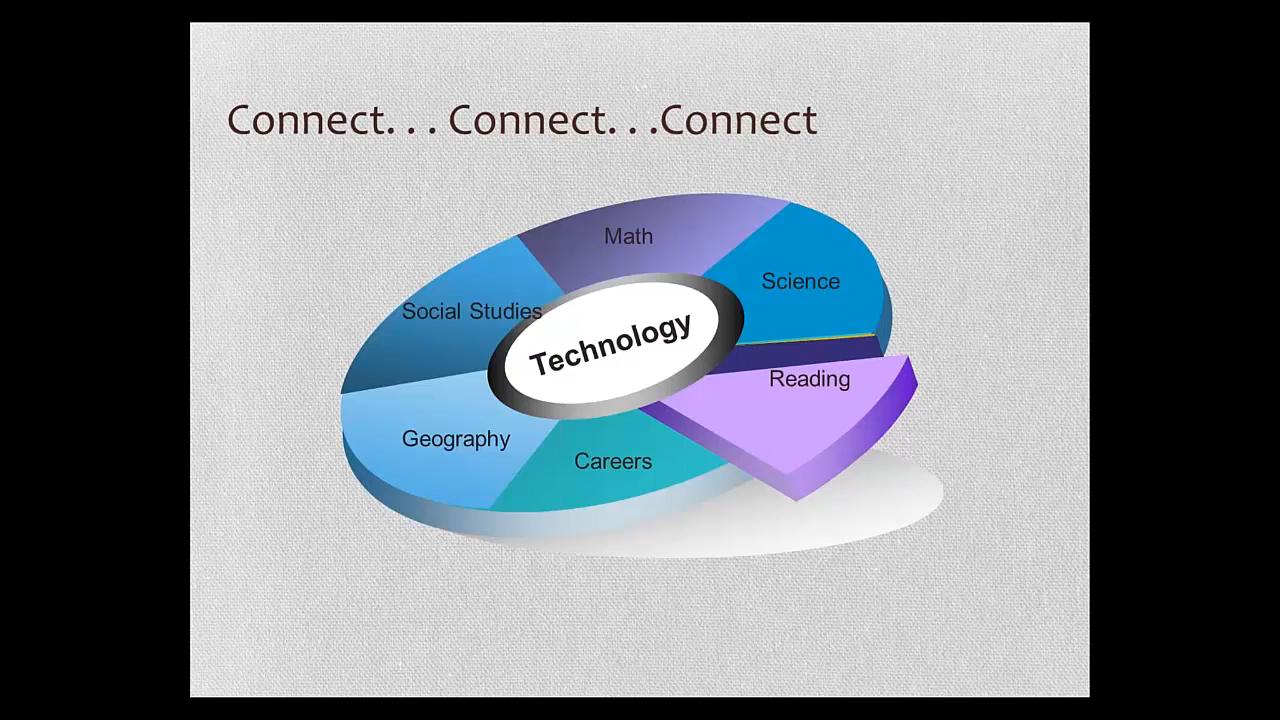 Connect. . . Connect. . .Connect
Math
Science
Social Studies
Technology
Reading
Geography
Careers